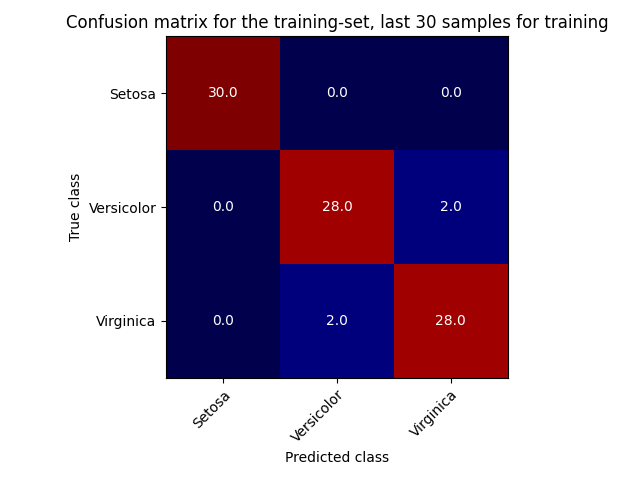 Confusion matrix for the training-set, last 30 samples for training
True class
Setosa
30.0 0.0 0.0
Versicolor
0.0 28.0 2.0
Virginica
0.0 2.0 28.0
Setosa
Versicolor
Virginica
Predicted class